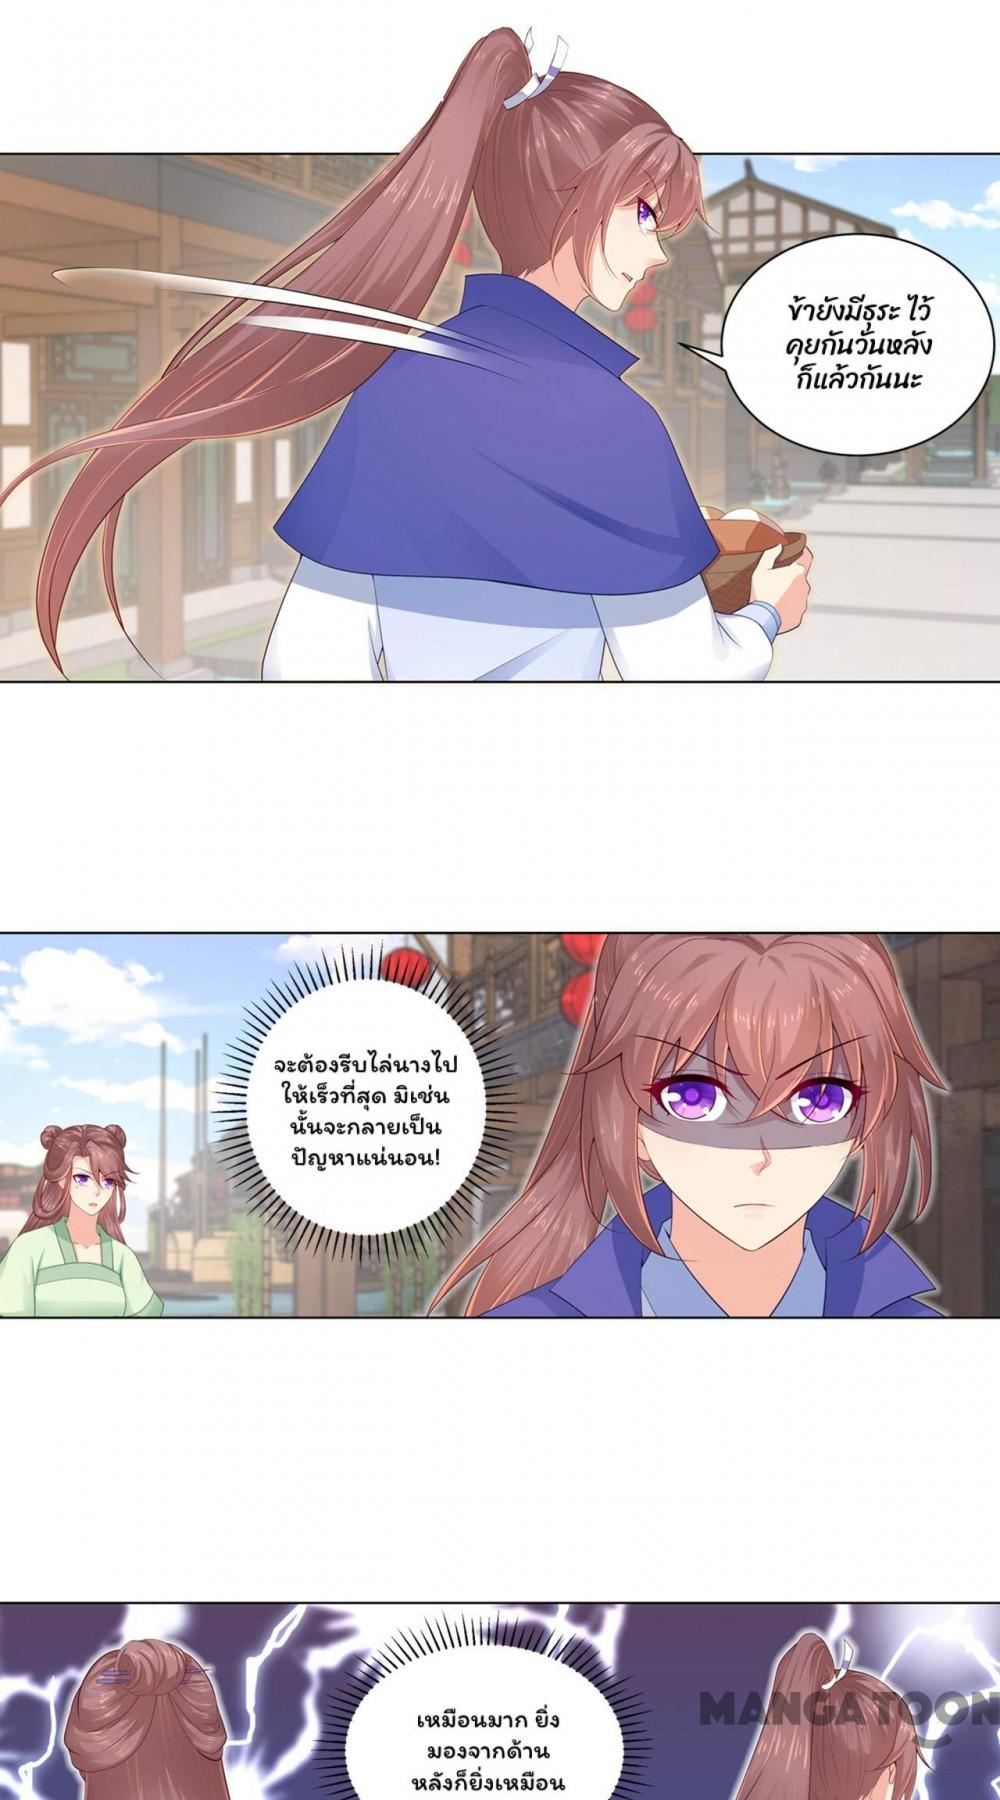 ข้ายังมีธุระ ไว้
คุยกันวันหลัง
ก็แล้วกันนะ
จะต้องรีบไล่นางไป
ให้เร็วที่สุด มิเช่น
นั้นจะกลายเป็น
ปัญหาแน่นอน!
เหมือนมาก ยิ่ง
มองจากด้าน
หลังก็ยิ่งเหมือน
MANGATOON